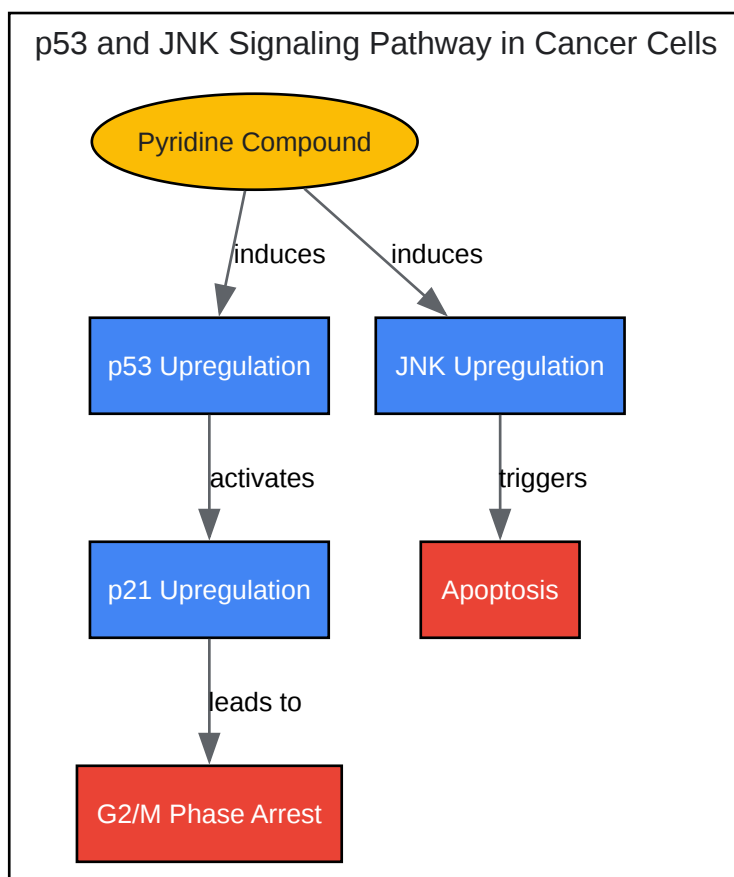 p53 and JNK Signaling Pathway in Cancer Cells
Pyridine Compound
induces
induces
p53 Upregulation
JNK Upregulation
activates
triggers
p21 Upregulation
Apoptosis
leads to
G2/M Phase Arrest